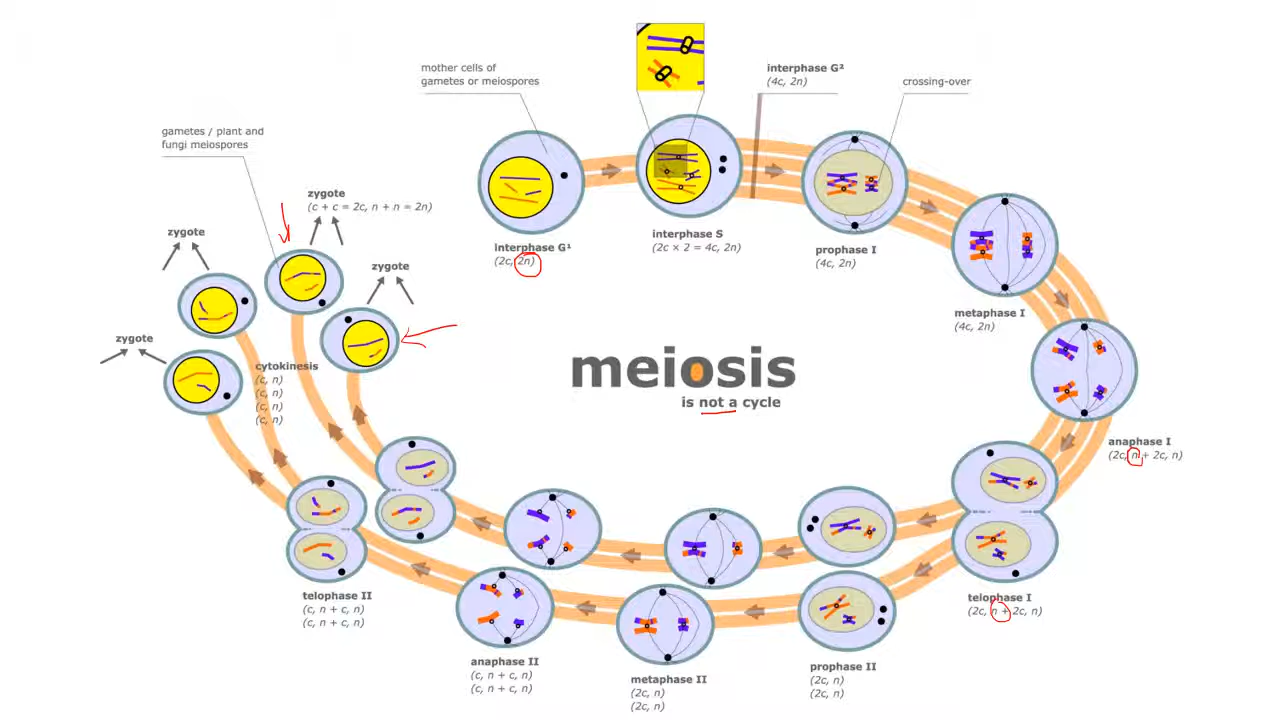 mother cells of
gametes or meiospores
interphase G²
(4c, 2n)
crossing-over
gametes / plant and
fungi meiospores
zygote
(c + c = 2c, n + n = 2n)
zygote
zygote
zygote
interphase G¹
(2c, 2n)
interphase S
(2c × 2 = 4c, 2n)
prophase I
(4c, 2n)
metaphase I
(4c, 2n)
meiosis
is not a cycle
cytokinesis
(c, n)
(c, n)
(c, n)
(c, n)
anaphase I
(2c, n + 2c, n)
telophase I
(2c, n + 2c, n)
telophase II
(c, n + c, n)
(c, n + c, n)
anaphase II
(c, n + c, n)
(c, n + c, n)
metaphase II
(2c, n)
(2c, n)
prophase II
(2c, n)
(2c, n)